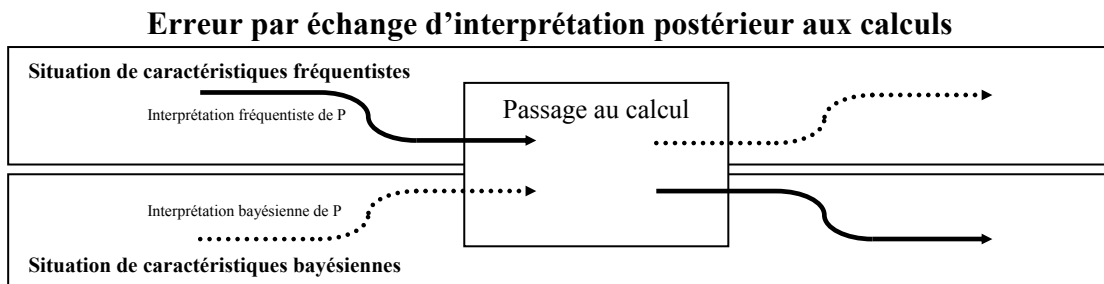 Erreur par échange d’interprétation postérieur aux calculs
Situation de caractéristiques fréquentistes
Interprétation fréquentiste de P
Passage au calcul
Interprétation bayésienne de P
Situation de caractéristiques bayésiennes